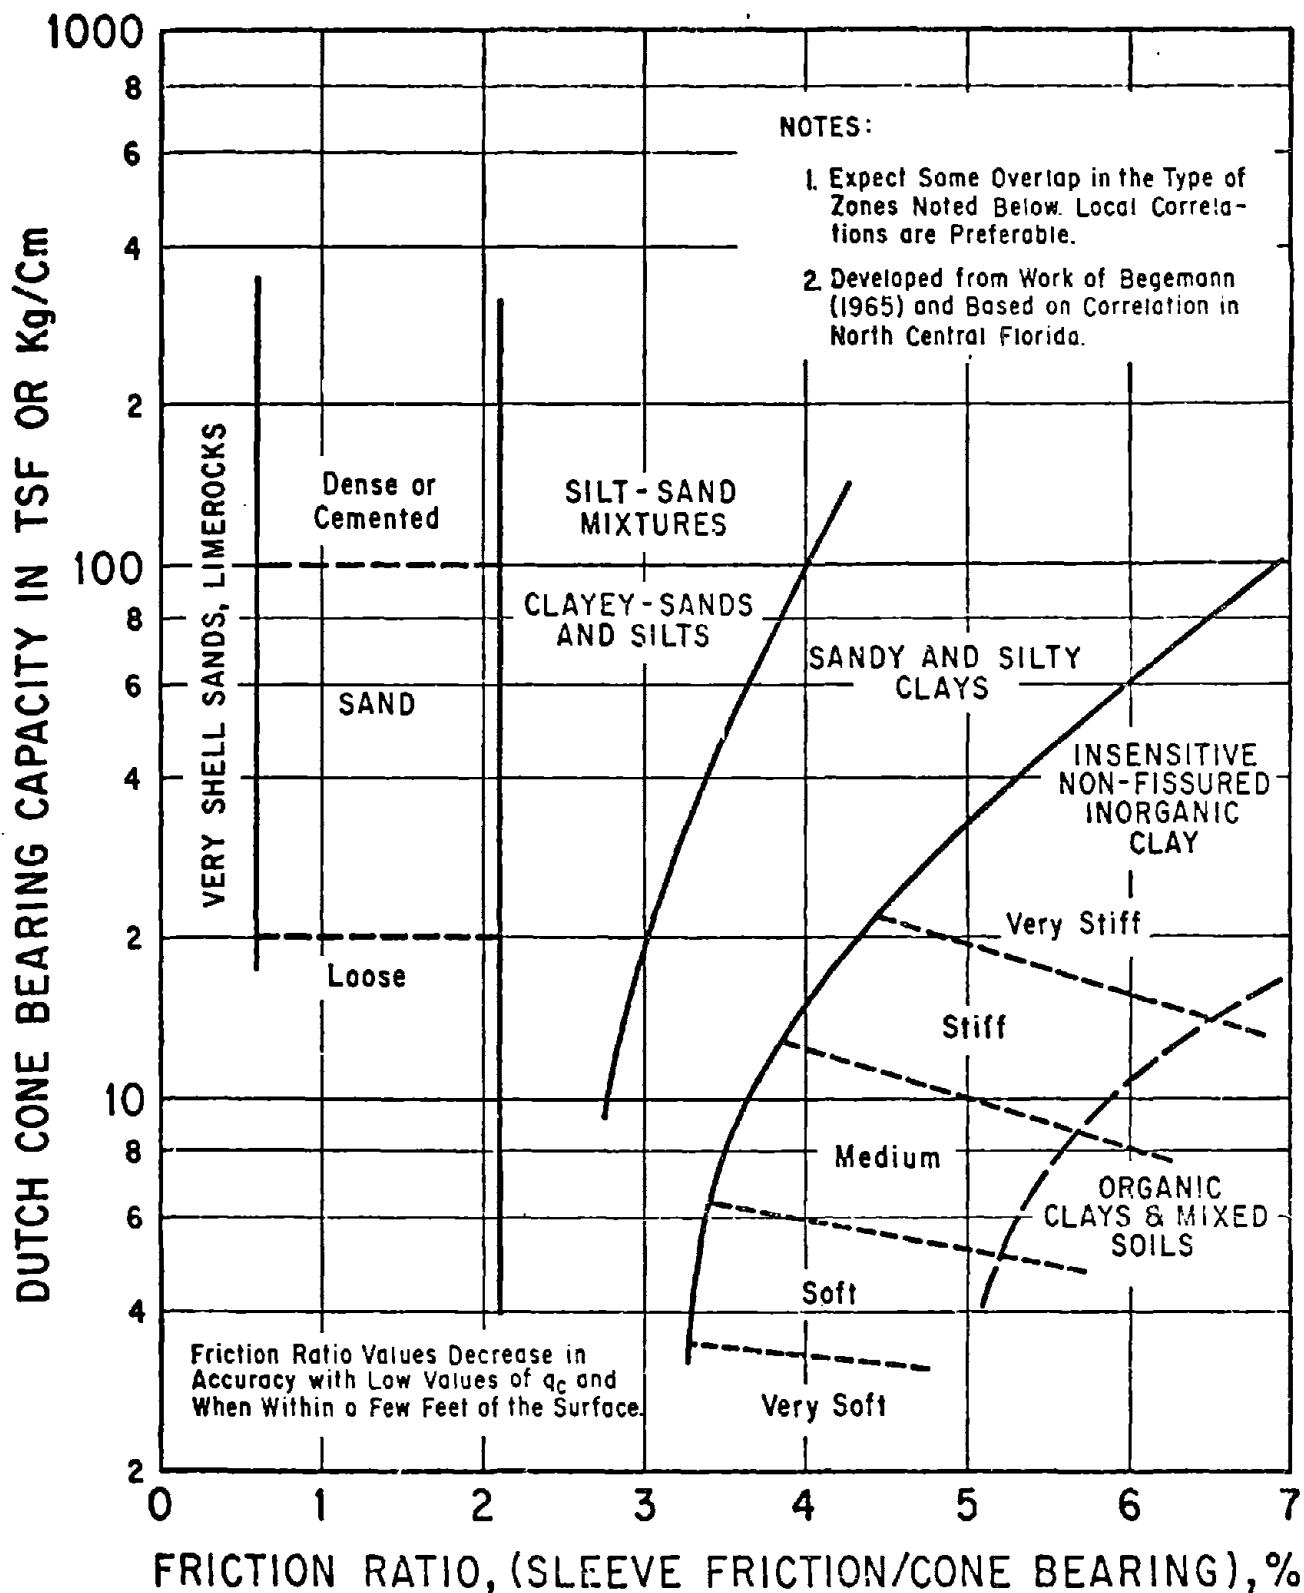 1000
8
6
4
2
100
8
6
4
2
10
8
6
4
2
DUTCH CONE BEARING CAPACITY IN TSF OR Kg/Cm
NOTES:
1. Expect Some Overlap in the Type of
Zones Noted Below. Local Correla-
tions are Preferable.
2. Developed from Work of Begemann
(1965) and Based on Correlation in
North Central Florida.
VERY SHELL SANDS, LIMEROCKS
Dense or
Cemented
SAND
Loose
SILT-SAND
MIXTURES
CLAYEY-SANDS
AND SILTS
SANDY AND SILTY
CLAYS
INSENSITIVE
NON-FISSURED
INORGANIC
CLAY
Very Stiff
Stiff
Medium
ORGANIC
CLAYS & MIXED
SOILS
Soft
Very Soft
Friction Ratio Values Decrease in
Accuracy with Low Values of qc and
When Within a Few Feet of the Surface.
0 1 2 3 4 5 6 7
FRICTION RATIO, (SLEEVE FRICTION/CONE BEARING), %